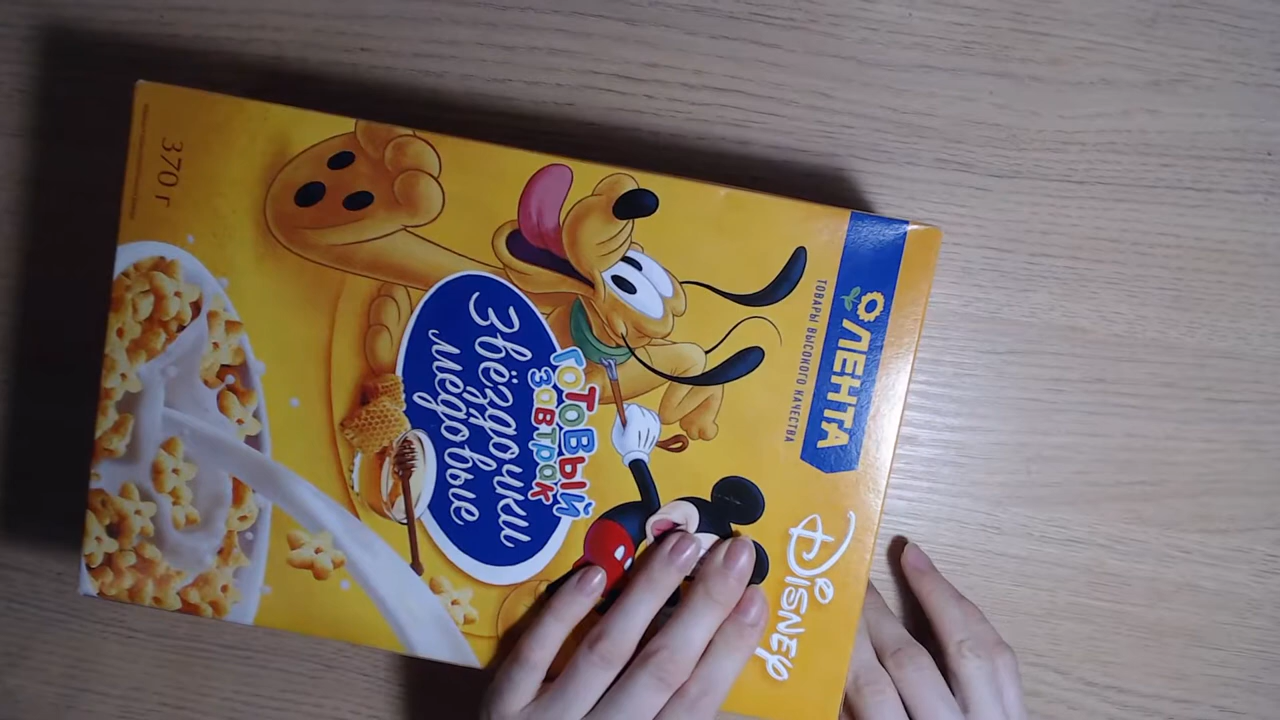 ЛЕНТА
ТОВАРЫ ВЫСОКОГО КАЧЕСТВА
DISNEY
ГОТОВЫЙ
завтрак
Звёздочки
медовые
370 г